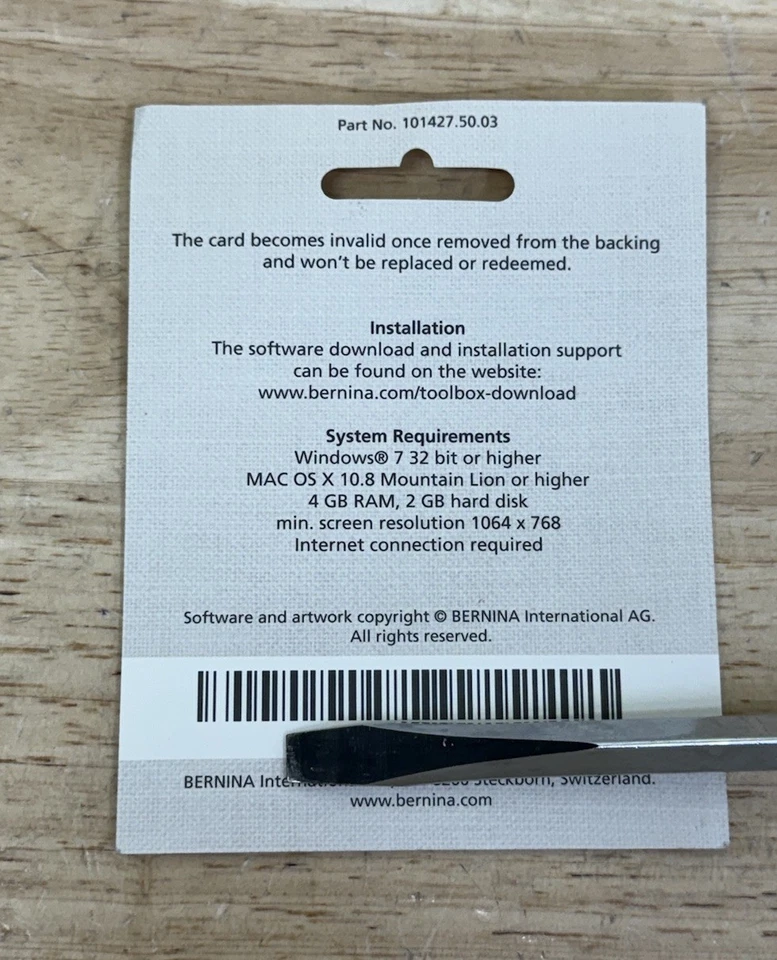 Part No. 101427.50.03
The card becomes invalid once removed from the backing
and won't be replaced or redeemed.
Installation
The software download and installation support
can be found on the website:
www.bernina.com/toolbox-download
System Requirements
Windows® 7 32 bit or higher
MAC OS X 10.8 Mountain Lion or higher
4 GB RAM, 2 GB hard disk
min. screen resolution 1064 x 768
Internet connection required
Software and artwork copyright © BERNINA International AG.
All rights reserved.
BERNINA Steckborn, Switzerland.
www.bernina.com